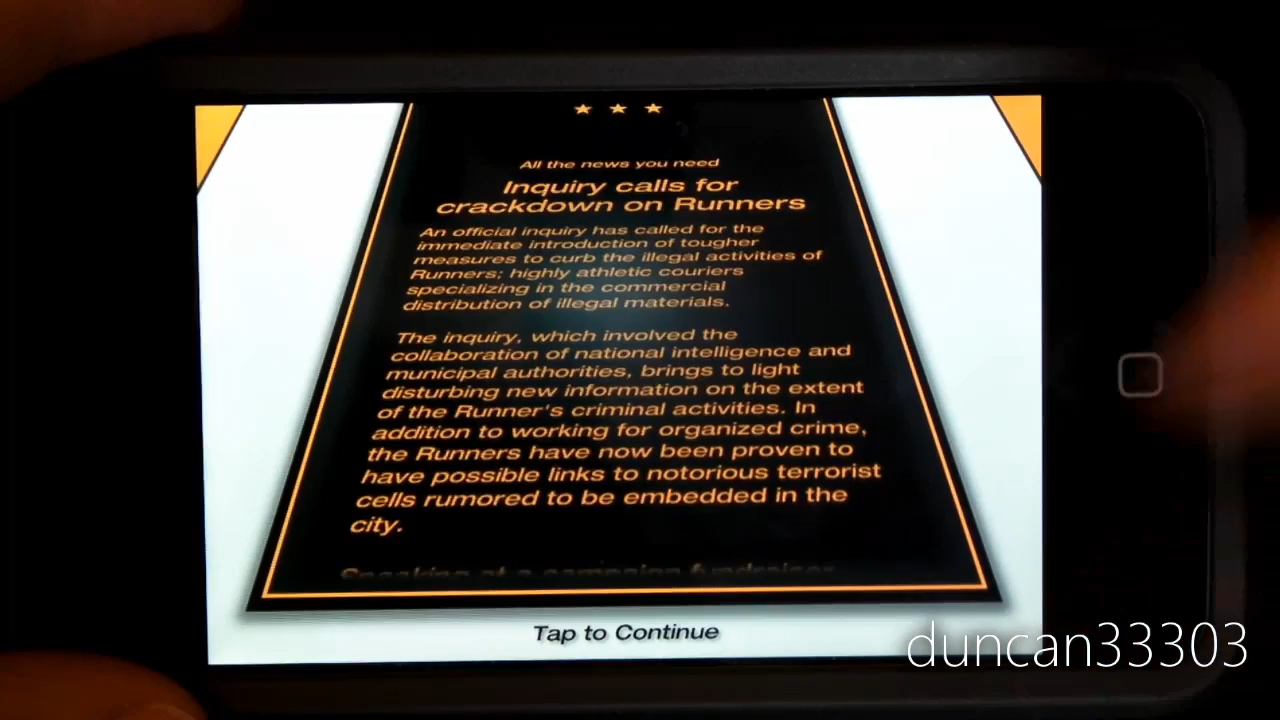 ★ ★ ★
All the news you need
Inquiry calls for
crackdown on Runners
An official inquiry has called for the
immediate introduction of tougher
measures to curb the illegal activities of
Runners; highly athletic couriers
specializing in the commercial
distribution of illegal materials.
The inquiry, which involved the
collaboration of national intelligence and
municipal authorities, brings to light
disturbing new information on the extent
of the Runner's criminal activities. In
addition to working for organized crime,
the Runners have now been proven to
have possible links to notorious terrorist
cells rumored to be embedded in the
city.
Speaking at a campaign fundraiser
Tap to Continue
duncan33303